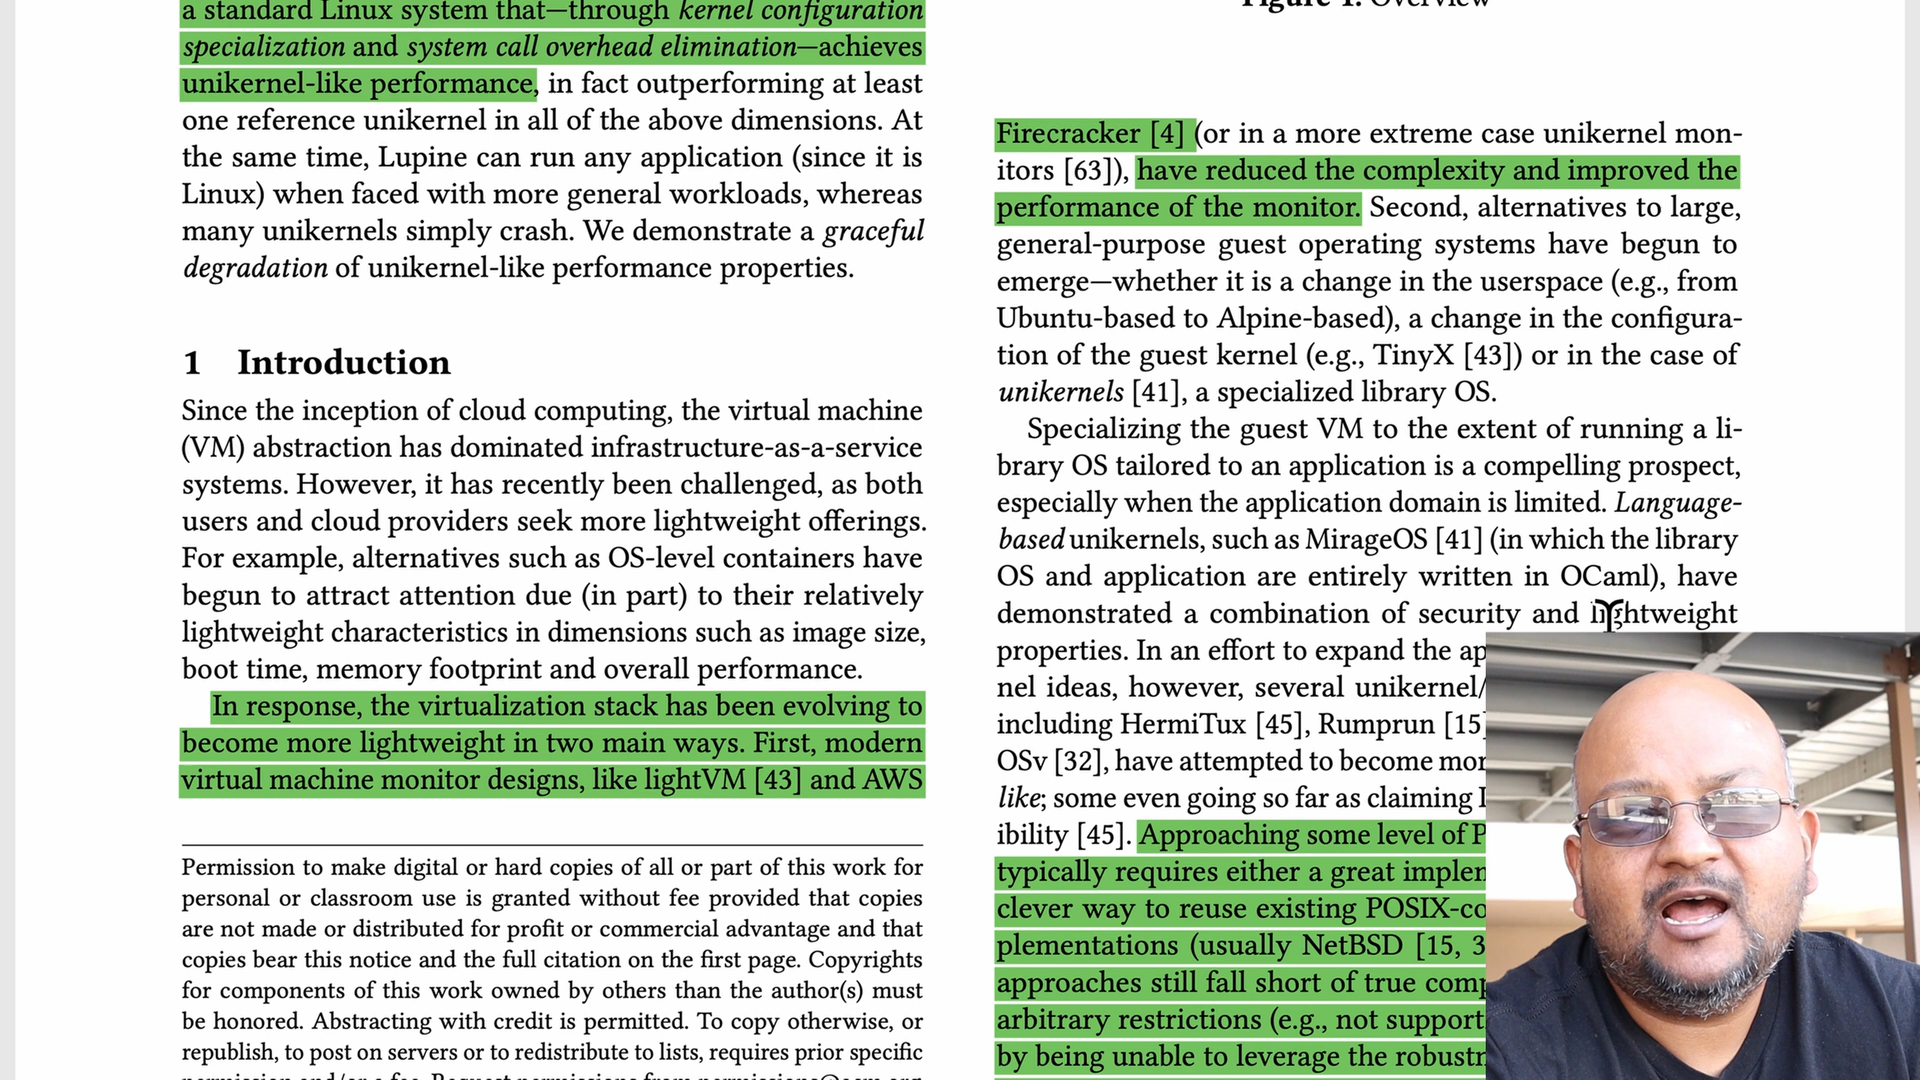 a standard Linux system that—through kernel configuration
specialization and system call overhead elimination—achieves
unikernel-like performance, in fact outperforming at least
one reference unikernel in all of the above dimensions. At
the same time, Lupine can run any application (since it is
Linux) when faced with more general workloads, whereas
many unikernels simply crash. We demonstrate a graceful
degradation of unikernel-like performance properties.
1 Introduction
Since the inception of cloud computing, the virtual machine
(VM) abstraction has dominated infrastructure-as-a-service
systems. However, it has recently been challenged, as both
users and cloud providers seek more lightweight offerings.
For example, alternatives such as OS-level containers have
begun to attract attention due (in part) to their relatively
lightweight characteristics in dimensions such as image size,
boot time, memory footprint and overall performance.
In response, the virtualization stack has been evolving to
become more lightweight in two main ways. First, modern
virtual machine monitor designs, like lightVM [43] and AWS
Permission to make digital or hard copies of all or part of this work for
personal or classroom use is granted without fee provided that copies
are not made or distributed for profit or commercial advantage and that
copies bear this notice and the full citation on the first page. Copyrights
for components of this work owned by others than the author(s) must
be honored. Abstracting with credit is permitted. To copy otherwise, or
republish, to post on servers or to redistribute to lists, requires prior specific
permission and/or a fee. Request permissions from permissions@acm.org
Figure 1. Overview
Firecracker [4] (or in a more extreme case unikernel mon-
itors [63]), have reduced the complexity and improved the
performance of the monitor. Second, alternatives to large,
general-purpose guest operating systems have begun to
emerge—whether it is a change in the userspace (e.g., from
Ubuntu-based to Alpine-based), a change in the configura-
tion of the guest kernel (e.g., TinyX [43]) or in the case of
unikernels [41], a specialized library OS.
Specializing the guest VM to the extent of running a li-
brary OS tailored to an application is a compelling prospect,
especially when the application domain is limited. Language-
based unikernels, such as MirageOS [41] (in which the library
OS and application are entirely written in OCaml), have
demonstrated a combination of security and lightweight
properties. In an effort to expand the ap
nel ideas, however, several unikernel/
including HermiTux [45], Rumprun [15]
OSv [32], have attempted to become mor
like; some even going so far as claiming
ibility [45]. Approaching some level of P
typically requires either a great implem
clever way to reuse existing POSIX-co
plementations (usually NetBSD [15, 3
approaches still fall short of true comp
arbitrary restrictions (e.g., not support
by being unable to leverage the robustn